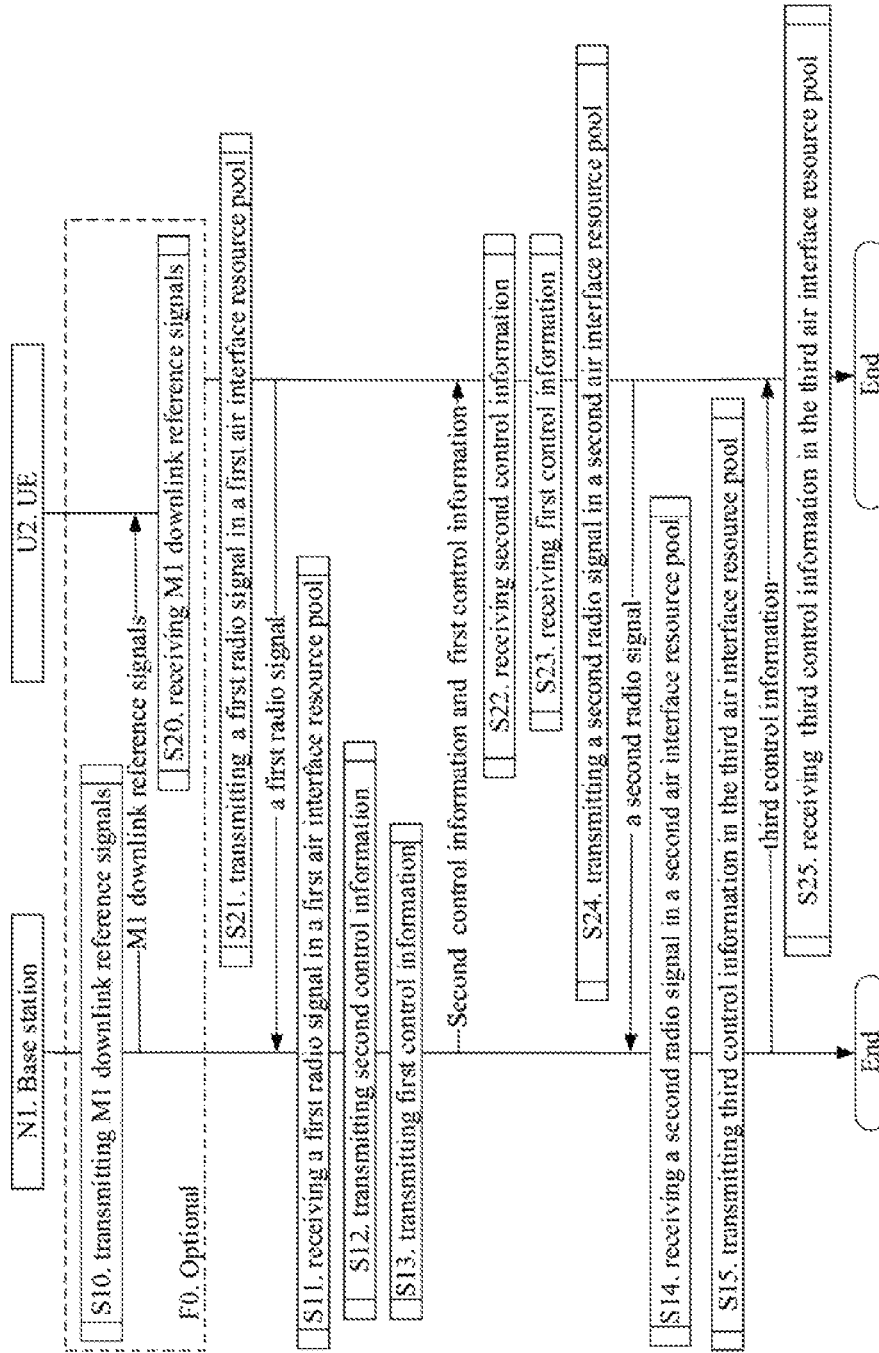 N1. Base station
U2. UE
S10. transmitting M1 downlink reference signals
M1 downlink reference signals
S20. receiving M1 downlink reference signals
F0. Optional
S21. transmitting a first radio signal in a first air interface resource pool
a first radio signal
S11. receiving a first radio signal in a first air interface resource pool
S12. transmitting second control information
S13. transmitting first control information
Second control information and first control information
S22. receiving second control information
S23. receiving first control information
S24. transmitting a second radio signal in a second air interface resource pool
a second radio signal
S14. receiving a second radio signal in a second air interface resource pool
S15. transmitting third control information in the third air interface resource pool
third control information
S25. receiving third control information in the third air interface resource pool
End
End